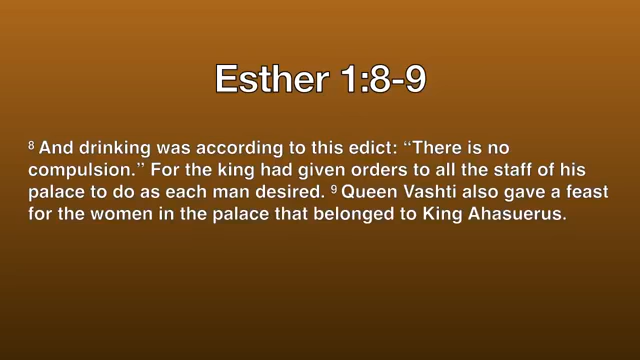 Esther 1:8-9
⁸ And drinking was according to this edict: “There is no
compulsion.” For the king had given orders to all the staff of his
palace to do as each man desired. ⁹ Queen Vashti also gave a feast
for the women in the palace that belonged to King Ahasuerus.